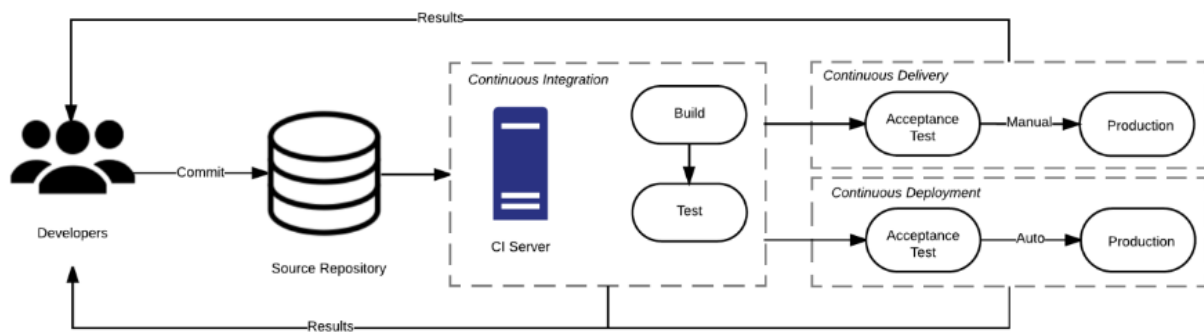 Results
Continuous Integration
Continuous Delivery
Build
Acceptance
Test
Manual
Production
Commit
Developers
Source Repository
CI Server
Test
Continuous Deployment
Acceptance
Test
Auto
Production
Results